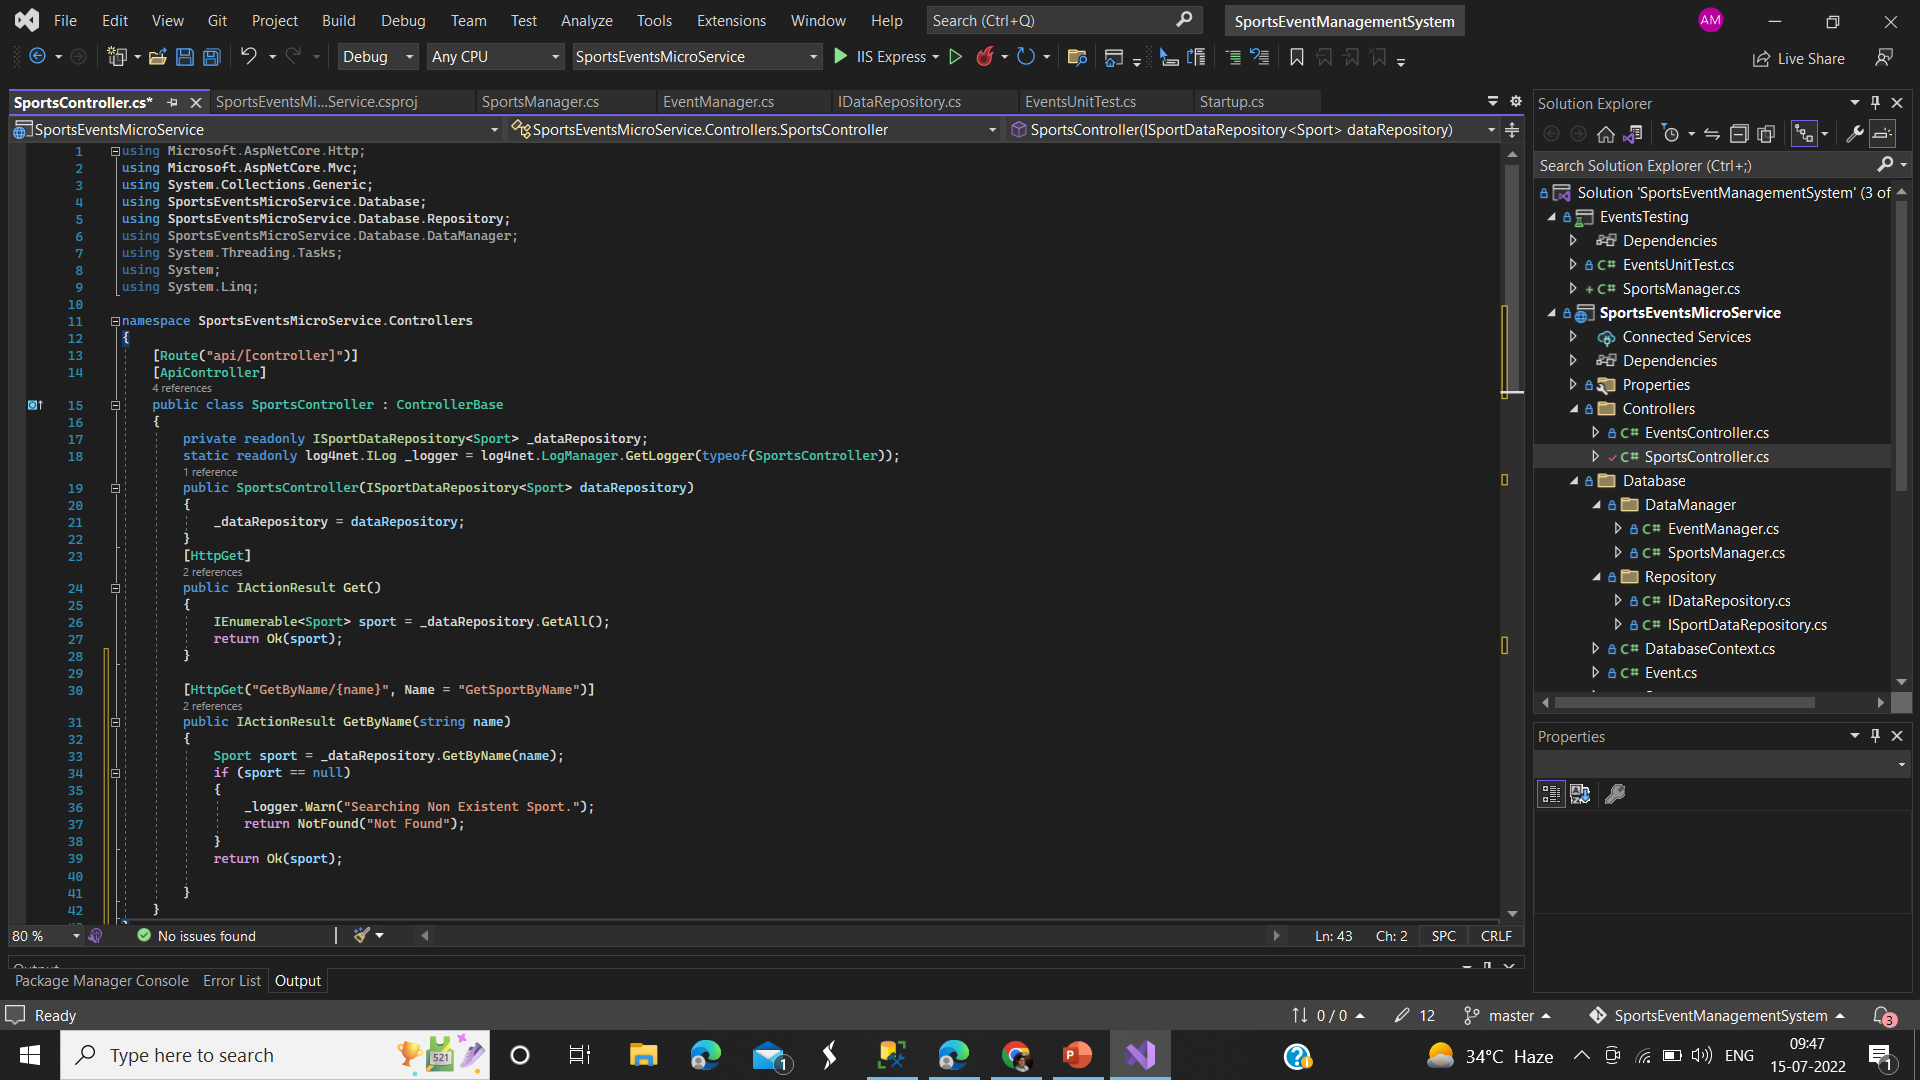 File Edit View Git Project Build Debug Team Test Analyze Tools Extensions Window Help Search (Ctrl+Q) SportsEventManagementSystem AM
Debug Any CPU SportsEventsMicroService IIS Express Live Share
SportsController.cs* SportsEventsMi...Service.csproj SportsManager.cs EventManager.cs IDataRepository.cs EventsUnitTest.cs Startup.cs
SportsEventsMicroService SportsEventsMicroService.Controllers.SportsController SportsController(ISportDataRepository<Sport> dataRepository)
1 using Microsoft.AspNetCore.Http;
2 using Microsoft.AspNetCore.Mvc;
3 using System.Collections.Generic;
4 using SportsEventsMicroService.Database;
5 using SportsEventsMicroService.Database.Repository;
6 using SportsEventsMicroService.Database.DataManager;
7 using System.Threading.Tasks;
8 using System;
9 using System.Linq;
10
11 namespace SportsEventsMicroService.Controllers
12 {
13 [Route("api/[controller]")]
14 [ApiController]
4 references
15 public class SportsController : ControllerBase
16 {
17 private readonly ISportDataRepository<Sport> _dataRepository;
18 static readonly log4net.ILog _logger = log4net.LogManager.GetLogger(typeof(SportsController));
1 reference
19 public SportsController(ISportDataRepository<Sport> dataRepository)
20 {
21 _dataRepository = dataRepository;
22 }
23 [HttpGet]
2 references
24 public IActionResult Get()
25 {
26 IEnumerable<Sport> sport = _dataRepository.GetAll();
27 return Ok(sport);
28 }
29
30 [HttpGet("GetByName/{name}", Name = "GetSportByName")]
2 references
31 public IActionResult GetByName(string name)
32 {
33 Sport sport = _dataRepository.GetByName(name);
34 if (sport == null)
35 {
36 _logger.Warn("Searching Non Existent Sport.");
37 return NotFound("Not Found");
38 }
39 return Ok(sport);
40
41 }
42 }
80 % No issues found Ln: 43 Ch: 2 SPC CRLF
Output
Package Manager Console Error List Output
Solution Explorer
Search Solution Explorer (Ctrl+;)
Solution 'SportsEventManagementSystem' (3 of
EventsTesting
Dependencies
C# EventsUnitTest.cs
+ C# SportsManager.cs
SportsEventsMicroService
Connected Services
Dependencies
Properties
Controllers
C# EventsController.cs
C# SportsController.cs
Database
DataManager
C# EventManager.cs
C# SportsManager.cs
Repository
C# IDataRepository.cs
C# ISportDataRepository.cs
C# DatabaseContext.cs
C# Event.cs
Properties
Ready 0 / 0 12 master SportsEventManagementSystem 3
Type here to search 521 1 34°C Haze ENG 09:47
15-07-2022 1